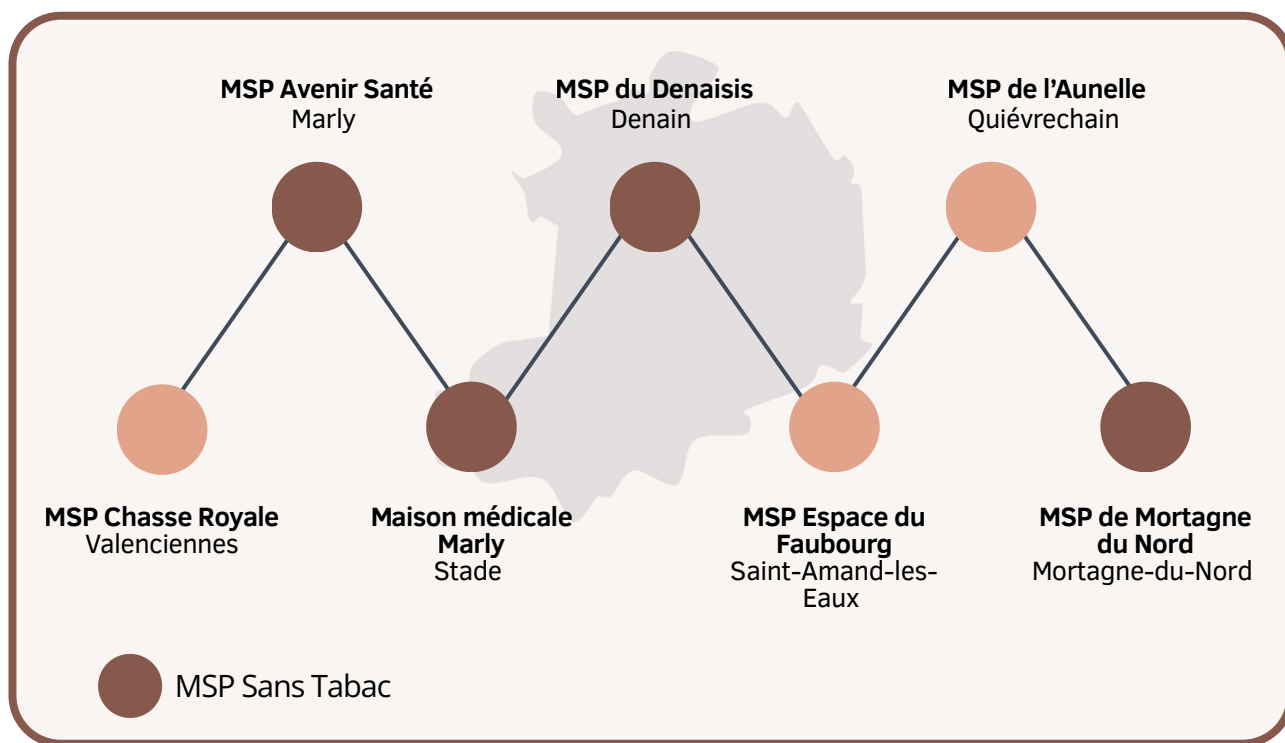 MSP Avenir Santé
Marly
MSP du Denaisis
Denain
MSP de l'Aunelle
Quiévrechain
MSP Chasse Royale
Valenciennes
Maison médicale
Marly
Stade
MSP Espace du
Faubourg
Saint-Amand-les-
Eaux
MSP de Mortagne
du Nord
Mortagne-du-Nord
MSP Sans Tabac